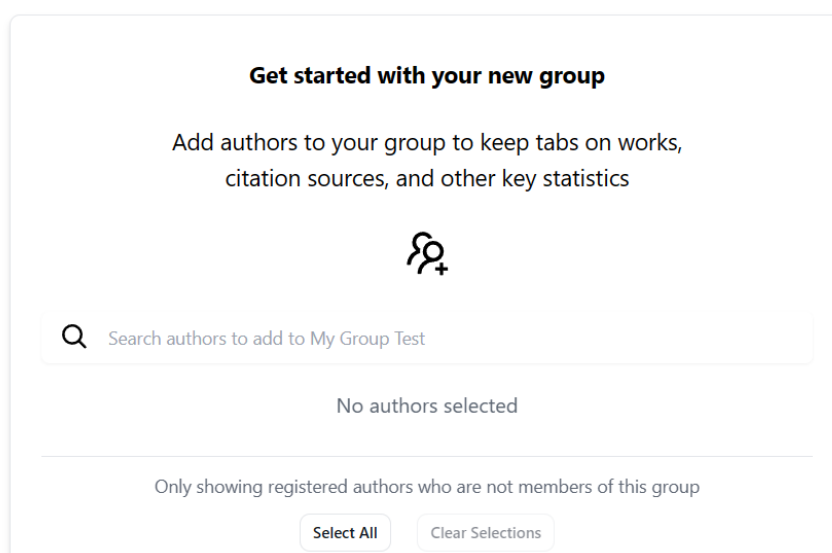 Get started with your new group
Add authors to your group to keep tabs on works,
citation sources, and other key statistics
Search authors to add to My Group Test
No authors selected
Only showing registered authors who are not members of this group
Select All
Clear Selections